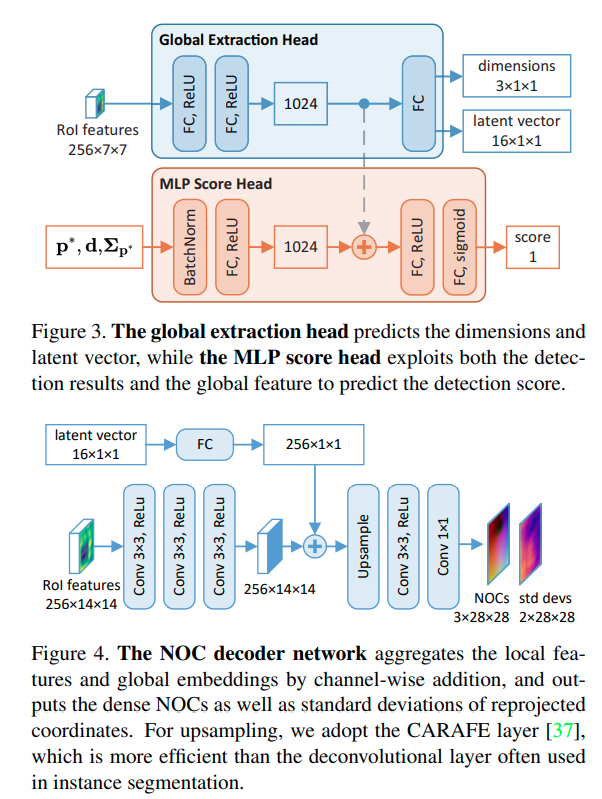 Global Extraction Head
RoI features
256×7×7
FC, ReLU
FC, ReLU
1024
FC
dimensions
3×1×1
latent vector
16×1×1
MLP Score Head
p*, d,Σp*
BatchNorm
FC, ReLU
1024
FC, ReLU
FC, sigmoid
score
1
Figure 3. The global extraction head predicts the dimensions and
latent vector, while the MLP score head exploits both the detec-
tion results and the global feature to predict the detection score.
latent vector
16×1×1
FC
256×1×1
RoI features
256×14×14
Conv 3×3, ReLu
Conv 3×3, ReLu
Conv 3×3, ReLu
256×14×14
Upsample
Conv 3×3, ReLu
Conv 1×1
NOCs
3×28×28
std devs
2×28×28
Figure 4. The NOC decoder network aggregates the local fea-
tures and global embeddings by channel-wise addition, and out-
puts the dense NOCs as well as standard deviations of reprojected
coordinates. For upsampling, we adopt the CARAFE layer [37],
which is more efficient than the deconvolutional layer often used
in instance segmentation.